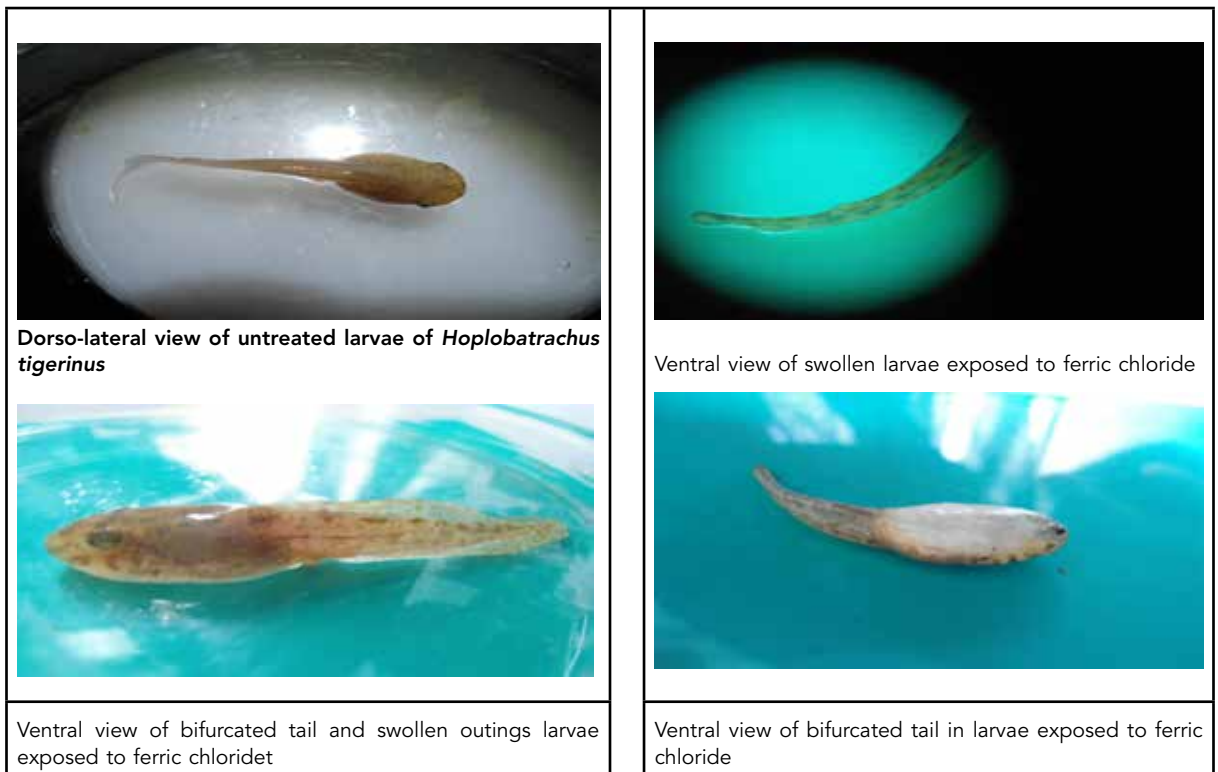 Dorso-lateral view of untreated larvae of Hoplobatrachus
tigerinus
Ventral view of swollen larvae exposed to ferric chloride
Ventral view of bifurcated tail and swollen outings larvae
exposed to ferric chloridet
Ventral view of bifurcated tail in larvae exposed to ferric
chloride